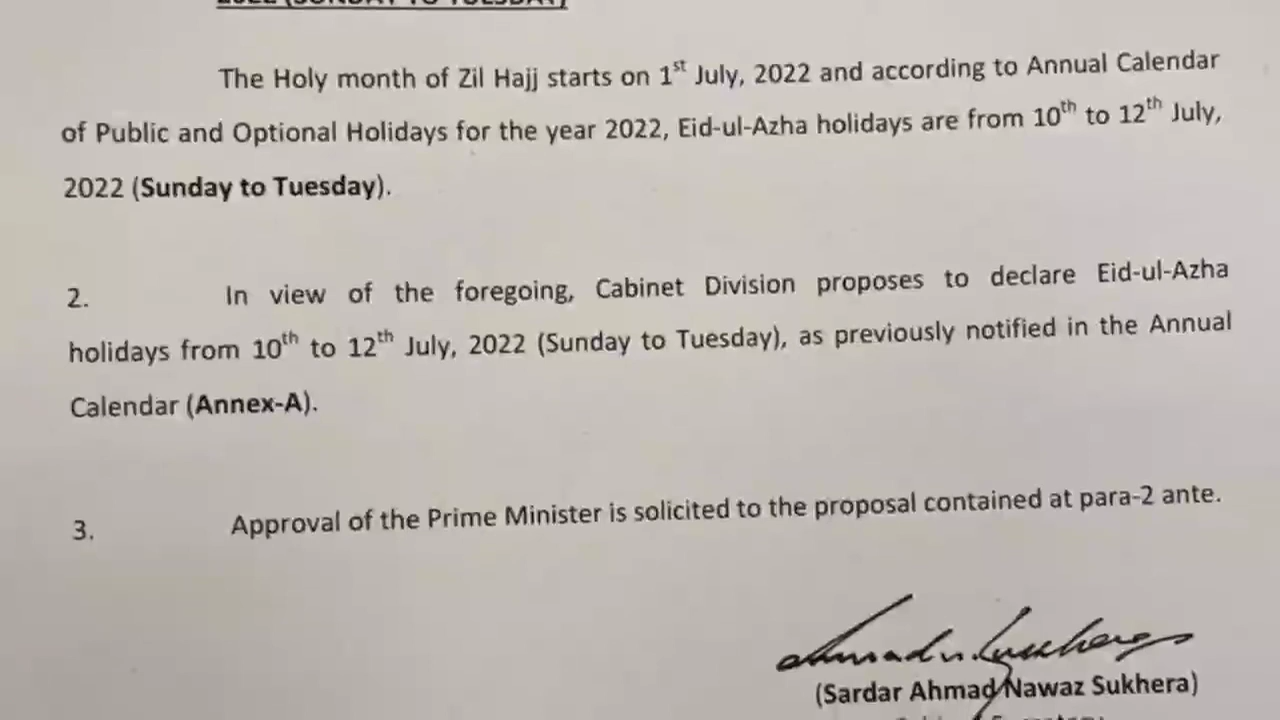 2022 (SUNDAY TO TUESDAY)
The Holy month of Zil Hajj starts on 1st July, 2022 and according to Annual Calendar
of Public and Optional Holidays for the year 2022, Eid-ul-Azha holidays are from 10th to 12th July,
2022 (Sunday to Tuesday).
2. In view of the foregoing, Cabinet Division proposes to declare Eid-ul-Azha
holidays from 10th to 12th July, 2022 (Sunday to Tuesday), as previously notified in the Annual
Calendar (Annex-A).
3. Approval of the Prime Minister is solicited to the proposal contained at para-2 ante.
(Sardar Ahmad Nawaz Sukhera)